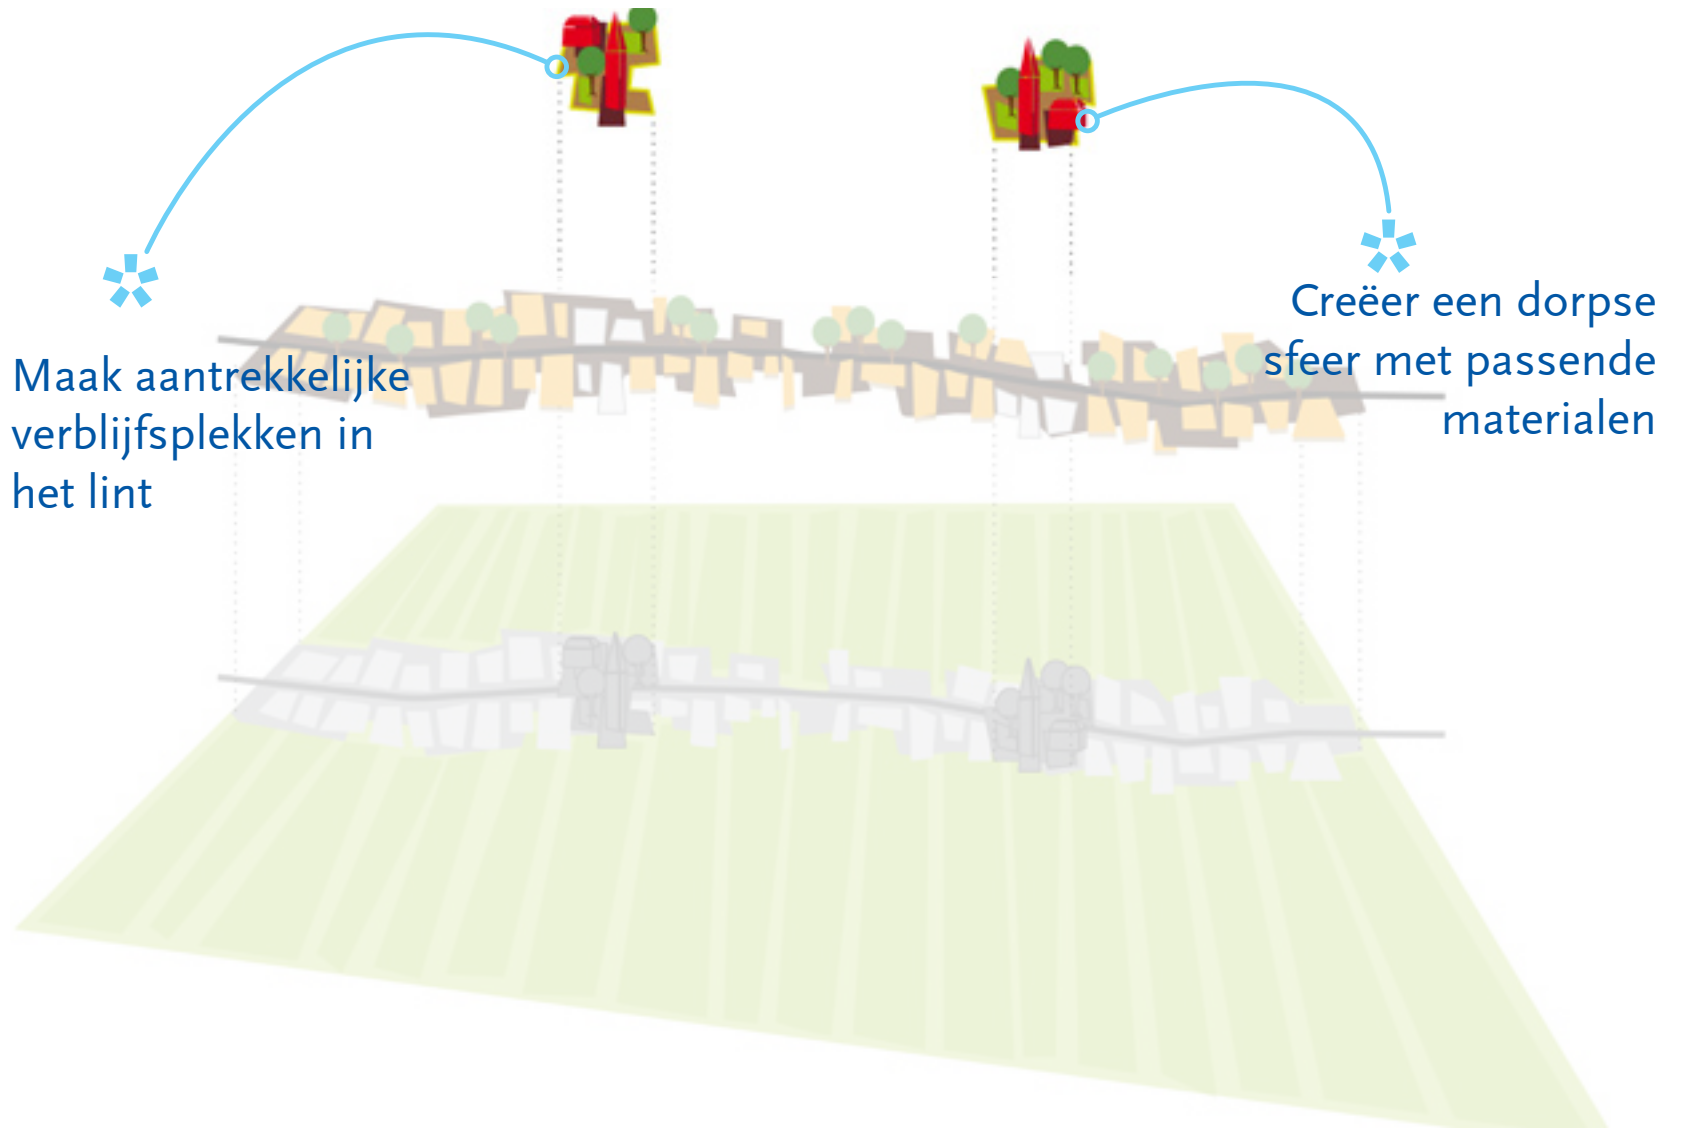 Maak aantrekkelijke
verblijfsplekken in
het lint
Creëer een dorpse
sfeer met passende
materialen